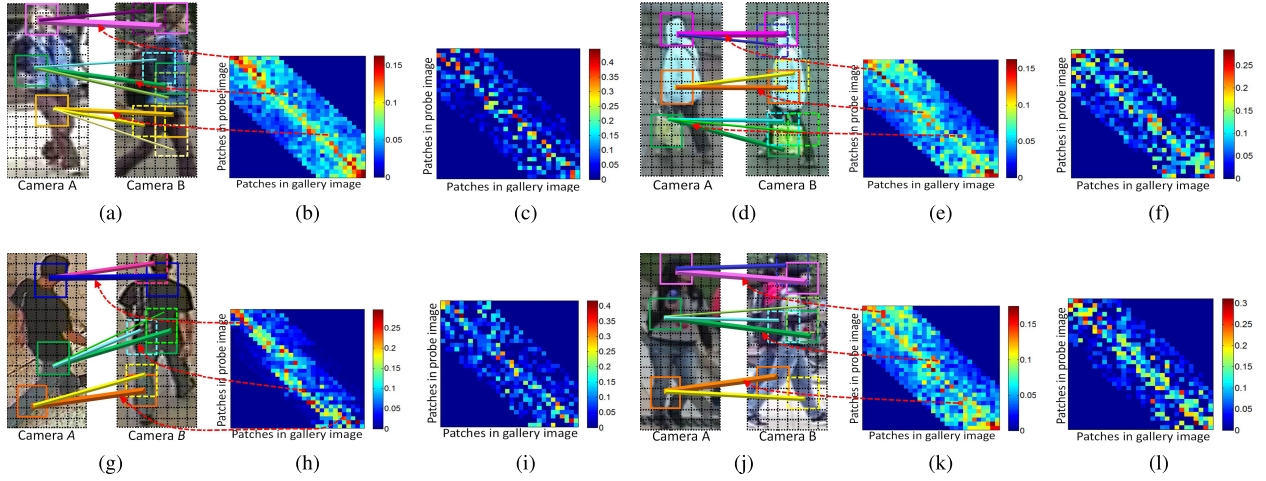 Camera A
Camera B
(a)
Patches in probe image
Patches in gallery image
0.15
0.1
0.05
0
(b)
Patches in probe image
Patches in gallery image
0.4
0.35
0.3
0.25
0.2
0.15
0.1
0.05
0
(c)
Camera A
Camera B
(d)
Patches in probe image
Patches in gallery image
0.15
0.1
0.05
0
(e)
Patches in probe image
Patches in gallery image
0.25
0.2
0.15
0.1
0.05
0
(f)
Camera A
Camera B
(g)
Patches in probe image
Patches in gallery image
0.25
0.2
0.15
0.1
0.05
0
(h)
Patches in probe image
Patches in gallery image
0.4
0.35
0.3
0.25
0.2
0.15
0.1
0.05
0
(i)
Camera A
Camera B
(j)
Patches in probe image
Patches in gallery image
0.15
0.1
0.05
0
(k)
Patches in probe image
Patches in gallery image
0.3
0.25
0.2
0.15
0.1
0.05
0
(l)